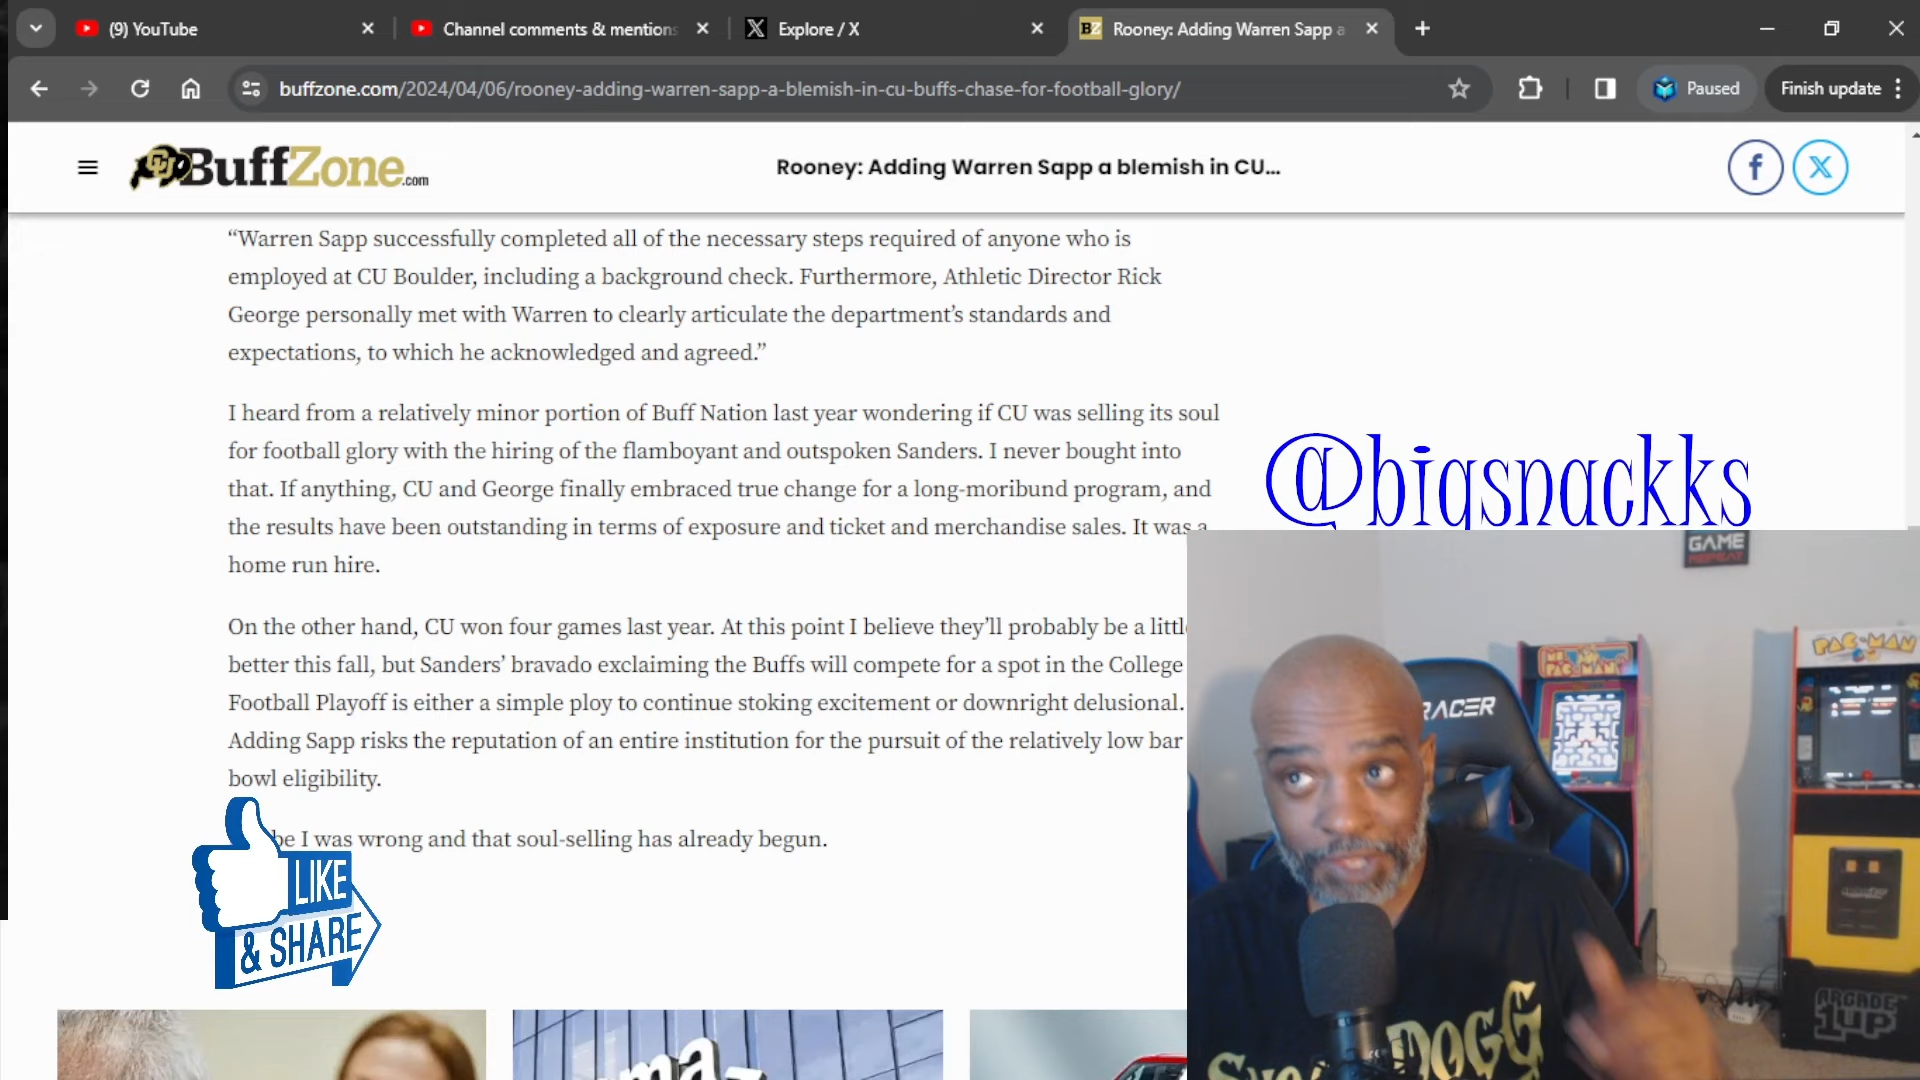 (9) YouTube
Channel comments & mentions
Explore / X
Rooney: Adding Warren Sapp a
buffzone.com/2024/04/06/rooney-adding-warren-sapp-a-blemish-in-cu-buffs-chase-for-football-glory/
Paused
Finish update
CU BuffZone.com
Rooney: Adding Warren Sapp a blemish in CU...
“Warren Sapp successfully completed all of the necessary steps required of anyone who is
employed at CU Boulder, including a background check. Furthermore, Athletic Director Rick
George personally met with Warren to clearly articulate the department’s standards and
expectations, to which he acknowledged and agreed.”
I heard from a relatively minor portion of Buff Nation last year wondering if CU was selling its soul
for football glory with the hiring of the flamboyant and outspoken Sanders. I never bought into
that. If anything, CU and George finally embraced true change for a long-moribund program, and
the results have been outstanding in terms of exposure and ticket and merchandise sales. It was a
home run hire.
On the other hand, CU won four games last year. At this point I believe they’ll probably be a little
better this fall, but Sanders’ bravado exclaiming the Buffs will compete for a spot in the College
Football Playoff is either a simple ploy to continue stoking excitement or downright delusional.
Adding Sapp risks the reputation of an entire institution for the pursuit of the relatively low bar
bowl eligibility.
be I was wrong and that soul-selling has already begun.
@bigsnackks
LIKE
& SHARE
GAME
REPEAT
RACER
PAC-MAN
PAC-MAN
ARCADE
1UP
DOGG